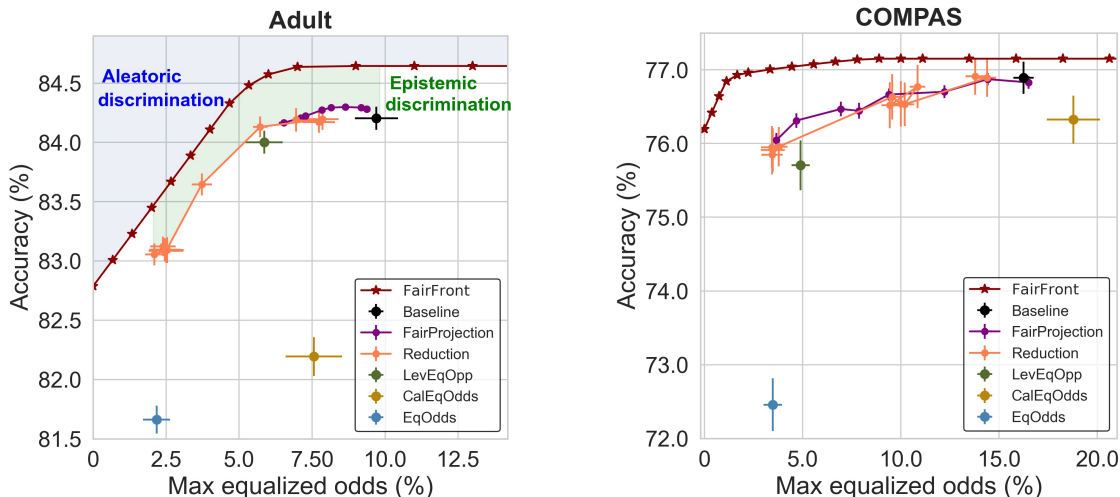 Adult
84.5
84.0
83.5
83.0
82.5
82.0
81.5
Accuracy (%)
Aleatoric
discrimination
Epistemic
discrimination
FairFront
Baseline
FairProjection
Reduction
LevEqOpp
CalEqOdds
EqOdds
0 2.5 5.0 7.5 10.0 12.5
Max equalized odds (%)
COMPAS
77.0
76.0
75.0
74.0
73.0
72.0
Accuracy (%)
FairFront
Baseline
FairProjection
Reduction
LevEqOpp
CalEqOdds
EqOdds
0 5.0 10.0 15.0 20.0
Max equalized odds (%)